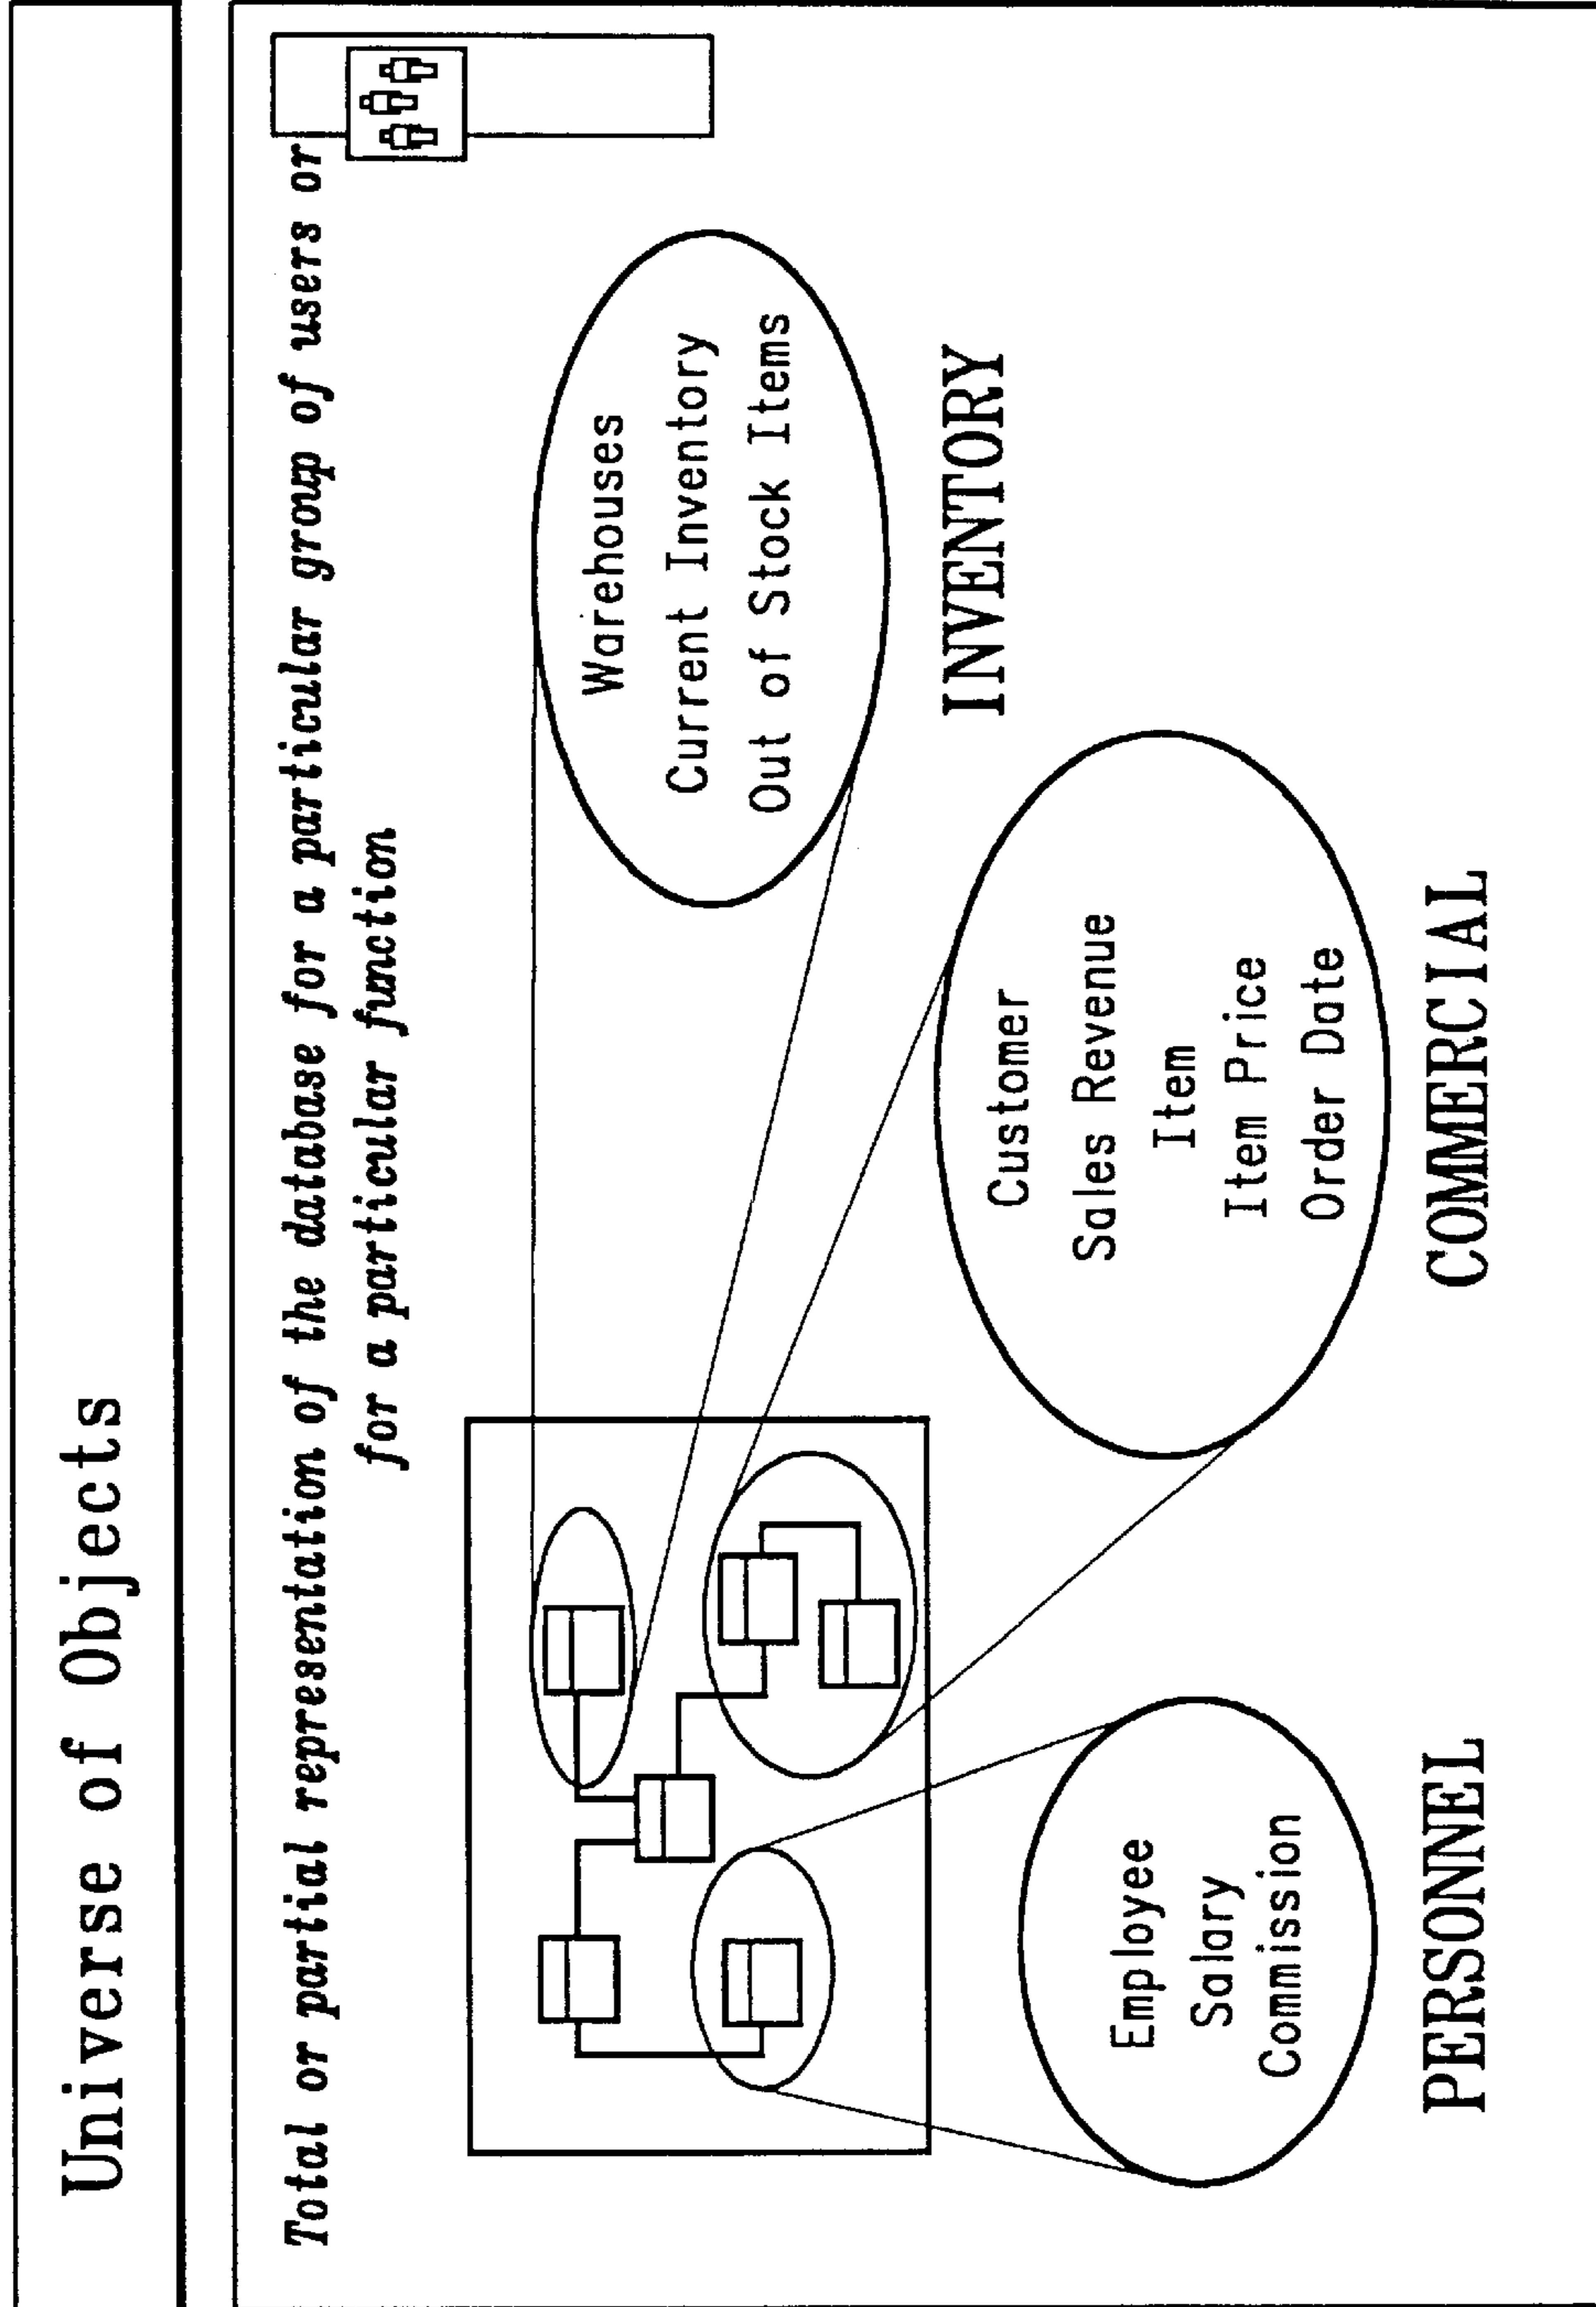 Universe of Objects
Total or partial representation of the database for a particular group of users or
for a particular function
Warehouses
Current Inventory
Out of Stock Items
INVENTORY
Customer
Sales Revenue
Item
Item Price
Order Date
COMMERCIAL
Employee
Salary
Commission
PERSONNEL